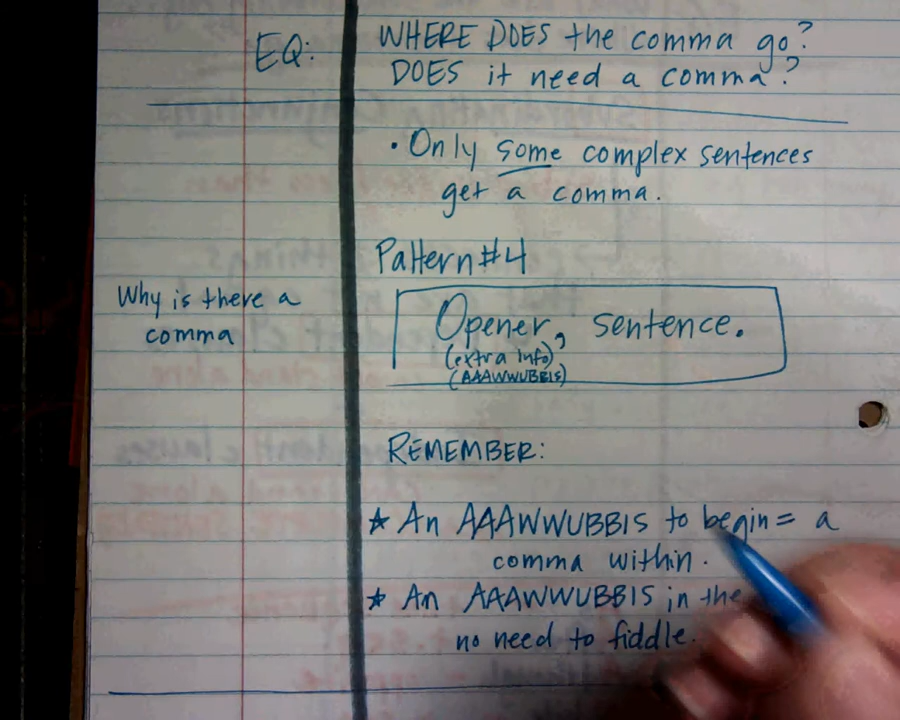 EQ:
WHERE DOES the comma go?
DOES it need a comma?
• Only some complex sentences
get a comma.
Pattern #4
Why is there a
comma
Opener, sentence.
(extra info)
(AAAWWUBBIS)
REMEMBER:
★ An AAAWWUBBIS to begin = a
comma within.
★ An AAAWWUBBIS in the
no need to fiddle.